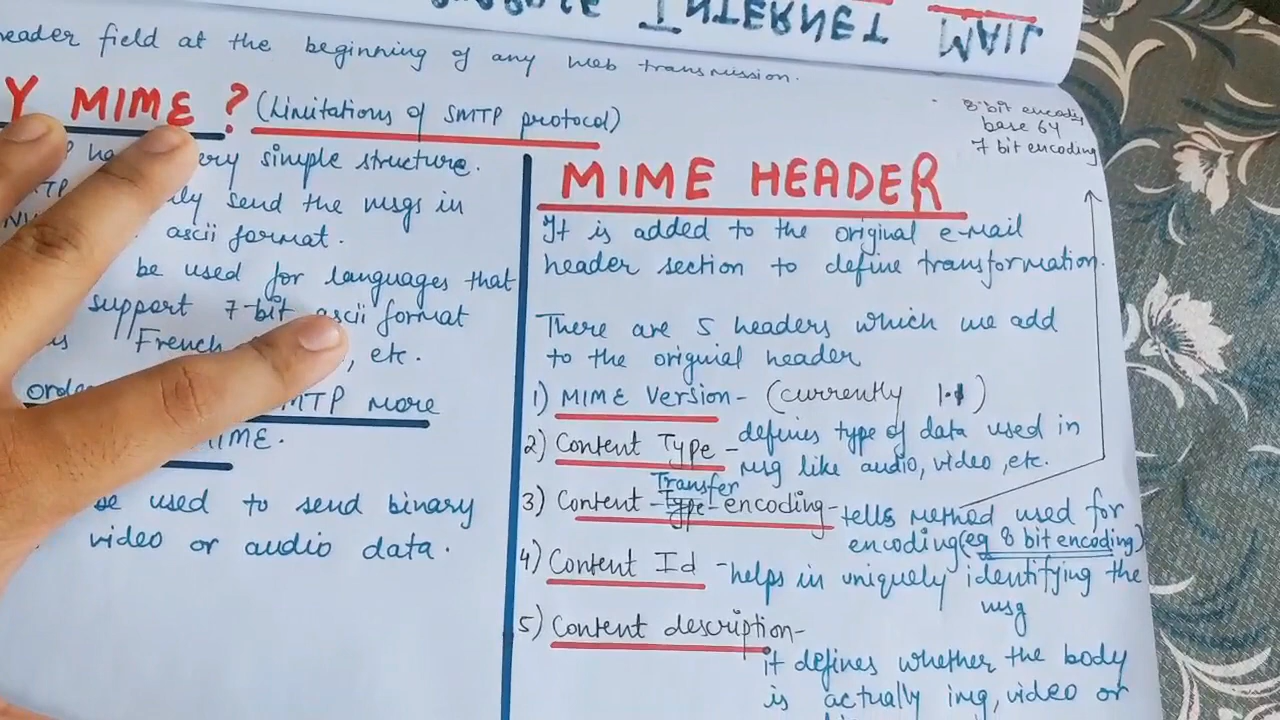 INTERNET MAIL
header field at the beginning of any web transmission.
Y MIME ? (Limitations of SMTP protocol)
very simple structure.
send the msgs in
ascii format.
be used for languages that
support 7-bit ascii format
French , etc.
SMTP more
MIME.
used to send binary
video or audio data.
8-bit encoding
base 64
7 bit encoding
MIME HEADER
It is added to the original e-mail
header section to define transformation.
There are 5 headers which we add
to the original header
1) MIME Version - (currently 1.1)
2) Content Type - defines type of data used in
msg like audio, video, etc.
3) Content - Transfer - encoding - tells method used for
encoding (eg 8 bit encoding)
4) Content Id - helps in uniquely identifying the
msg
5) Content description -
it defines whether the body
is actually img, video or